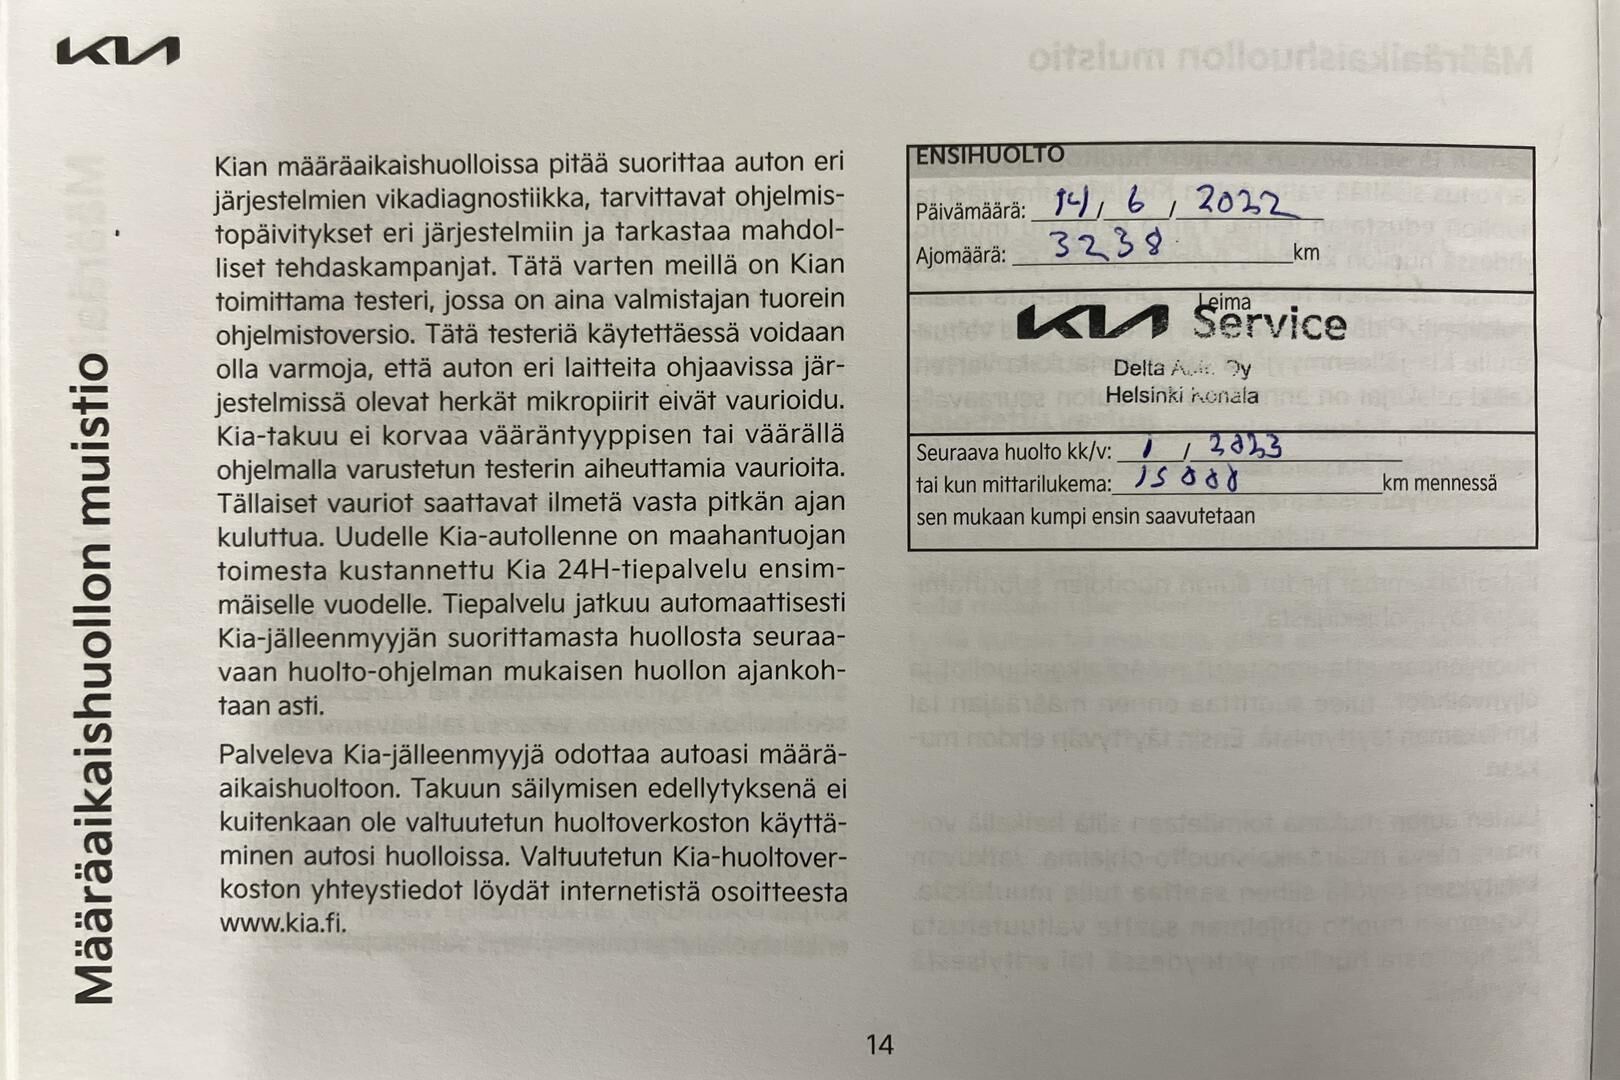 KIA
Määräaikaishuollon muistio
Kian määräaikaishuolloissa pitää suorittaa auton eri
järjestelmien vikadiagnostiikka, tarvittavat ohjelmis-
topäivitykset eri järjestelmiin ja tarkastaa mahdol-
liset tehdaskampanjat. Tätä varten meillä on Kian
toimittama testeri, jossa on aina valmistajan tuorein
ohjelmistoversio. Tätä testeriä käytettäessä voidaan
olla varmoja, että auton eri laitteita ohjaavissa jär-
jestelmissä olevat herkät mikropiirit eivät vaurioidu.
Kia-takuu ei korvaa vääräntyyppisen tai väärällä
ohjelmalla varustetun testerin aiheuttamia vaurioita.
Tällaiset vauriot saattavat ilmetä vasta pitkän ajan
kuluttua. Uudelle Kia-autollenne on maahantuojan
toimesta kustannettu Kia 24H-tiepalvelu ensim-
mäiselle vuodelle. Tiepalvelu jatkuu automaattisesti
Kia-jälleenmyyjän suorittamasta huollosta seuraa-
vaan huolto-ohjelman mukaisen huollon ajankoh-
taan asti.
Palveleva Kia-jälleenmyyjä odottaa autoasi määrä-
aikaishuoltoon. Takuun säilymisen edellytyksenä ei
kuitenkaan ole valtuutetun huoltoverkoston käyttä-
minen autosi huolloissa. Valtuutetun Kia-huoltover-
koston yhteystiedot löydät internetistä osoitteesta
www.kia.fi.
ENSIHUOLTO
Päivämäärä: 14 / 6 / 2022
Ajomäärä: 3238 km
Leima
KIA Service
Delta Oy
Helsinki Konala
Seuraava huolto kk/v: 1 / 2023
tai kun mittarilukema: 15000 km mennessä
sen mukaan kumpi ensin saavutetaan
14